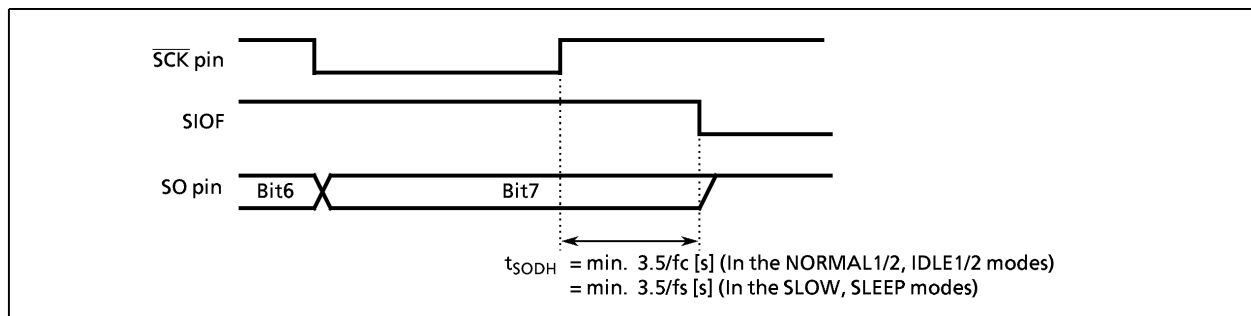 S̅C̅K̅ pin
SIOF
SO pin
Bit6
Bit7
tSODH = min. 3.5/fc [s] (In the NORMAL1/2, IDLE1/2 modes)
= min. 3.5/fs [s] (In the SLOW, SLEEP modes)